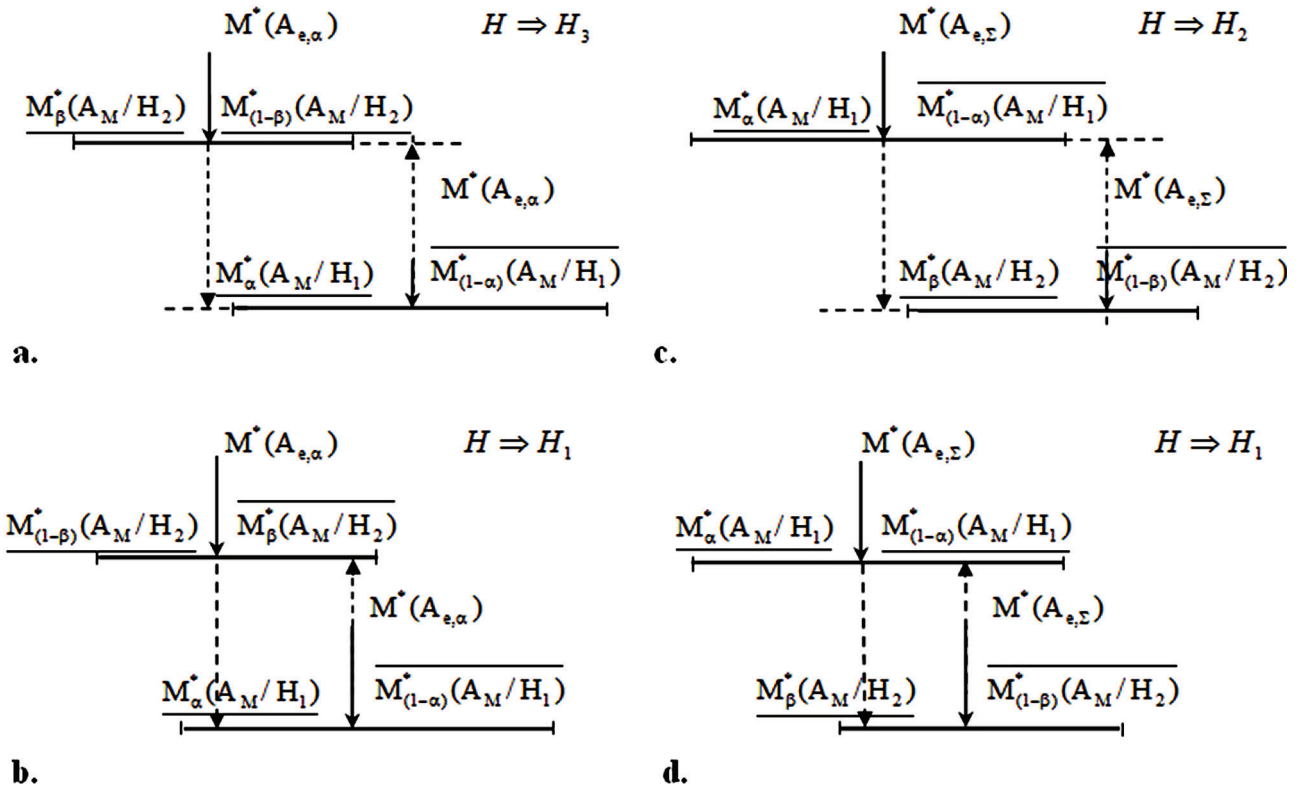 M*(A_{e,α}) H ⇒ H_3
M*_β(A_M/H_2) M*_{(1-β)}(A_M/H_2)
M*(A_{e,α})
M*_α(A_M/H_1) M*_{(1-α)}(A_M/H_1)
a.
M*(A_{e,Σ}) H ⇒ H_2
M*_α(A_M/H_1) M*_{(1-α)}(A_M/H_1)
M*(A_{e,Σ})
M*_β(A_M/H_2) M*_{(1-β)}(A_M/H_2)
c.
M*(A_{e,α}) H ⇒ H_1
M*_{(1-β)}(A_M/H_2) M*_β(A_M/H_2)
M*(A_{e,α})
M*_α(A_M/H_1) M*_{(1-α)}(A_M/H_1)
b.
M*(A_{e,Σ}) H ⇒ H_1
M*_α(A_M/H_1) M*_{(1-α)}(A_M/H_1)
M*(A_{e,Σ})
M*_β(A_M/H_2) M*_{(1-β)}(A_M/H_2)
d.